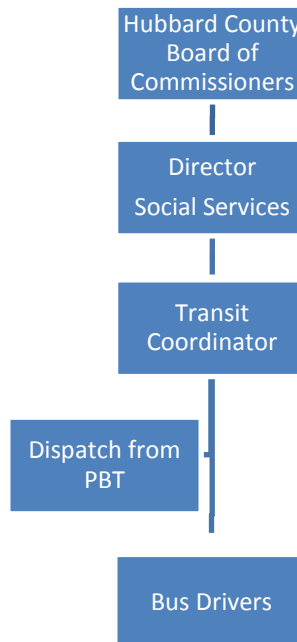 Hubbard County
Board of
Commissioners
Director
Social Services
Transit
Coordinator
Dispatch from
PBT
Bus Drivers